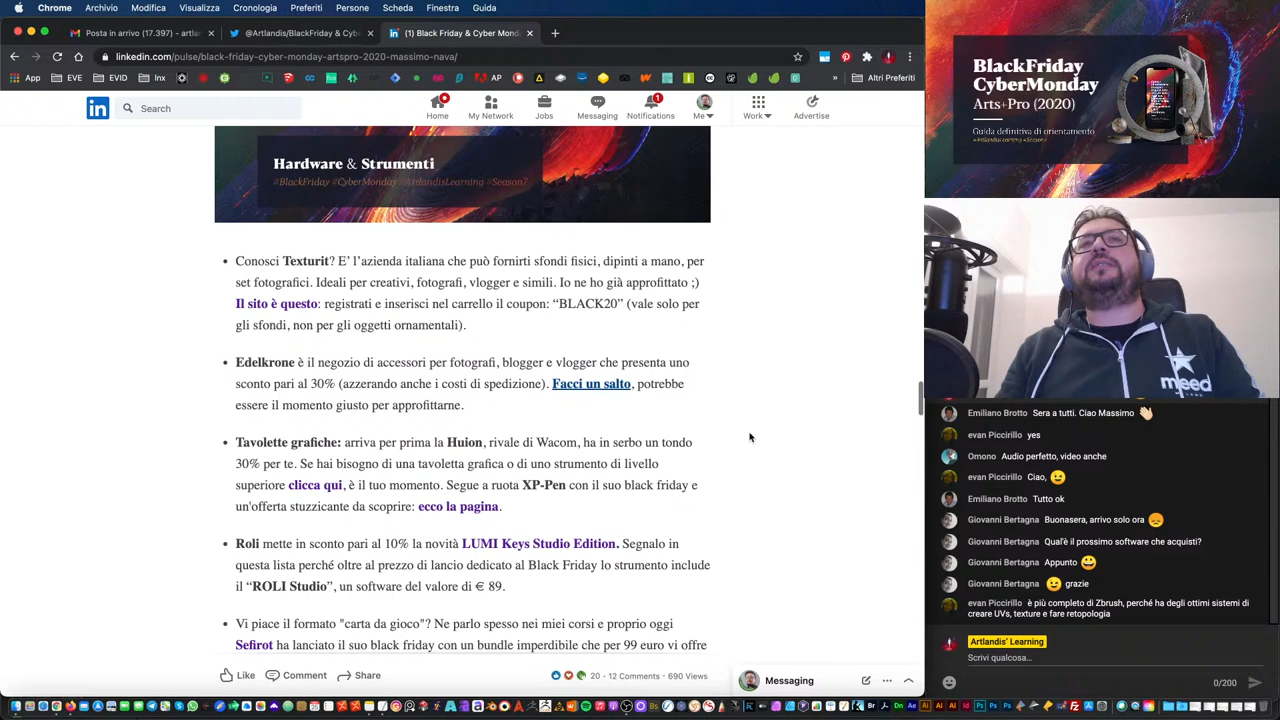 Chrome Archivio Modifica Visualizza Cronologia Preferiti Persone Scheda Finestra Guida
Posta in arrivo (17.397) - artlan
@Artlandis/BlackFriday & Cybe
(1) Black Friday & Cyber Mond
linkedin.com/pulse/black-friday-cyber-monday-artspro-2020-massimo-nava/
App EVE EVID Inx AP » Altri Preferiti
Search
1
Home My Network Jobs Messaging Notifications Me Work Advertise
Hardware & Strumenti
#BlackFriday #CyberMonday #ArtlandisLearning #Season7
• Conosci Texturit? E' l'azienda italiana che può fornirti sfondi fisici, dipinti a mano, per
set fotografici. Ideali per creativi, fotografi, vlogger e simili. Io ne ho già approfittato ;)
Il sito è questo: registrati e inserisci nel carrello il coupon: “BLACK20” (vale solo per
gli sfondi, non per gli oggetti ornamentali).
• Edelkrone è il negozio di accessori per fotografi, blogger e vlogger che presenta uno
sconto pari al 30% (azzerando anche i costi di spedizione). Facci un salto, potrebbe
essere il momento giusto per approfittarne.
• Tavolette grafiche: arriva per prima la Huion, rivale di Wacom, ha in serbo un tondo
30% per te. Se hai bisogno di una tavoletta grafica o di uno strumento di livello
superiore clicca qui, è il tuo momento. Segue a ruota XP-Pen con il suo black friday e
un'offerta stuzzicante da scoprire: ecco la pagina.
• Roli mette in sconto pari al 10% la novità LUMI Keys Studio Edition. Segnalo in
questa lista perché oltre al prezzo di lancio dedicato al Black Friday lo strumento include
il “ROLI Studio”, un software del valore di € 89.
• Vi piace il formato "carta da gioco"? Ne parlo spesso nei miei corsi e proprio oggi
Sefirot ha lanciato il suo black friday con un bundle imperdibile che per 99 euro vi offre
Like Comment Share 20 · 12 Comments · 690 Views
Messaging
BlackFriday
CyberMonday
Arts+Pro (2020)
Guida definitiva di orientamento
meed
Emiliano Brotto Sera a tutti. Ciao Massimo 👋🏻
evan Piccirillo yes
Omono Audio perfetto, video anche
evan Piccirillo Ciao, 😉
Emiliano Brotto Tutto ok
Giovanni Bertagna Buonasera, arrivo solo ora 😞
Giovanni Bertagna Qual'è il prossimo software che acquisti?
Giovanni Bertagna Appunto 😀
Giovanni Bertagna 😉 grazie
evan Piccirillo è più completo di Zbrush, perché ha degli ottimi sistemi di
creare UVs, texture e fare retopologia
Artlandis' Learning
Scrivi qualcosa...
0/200